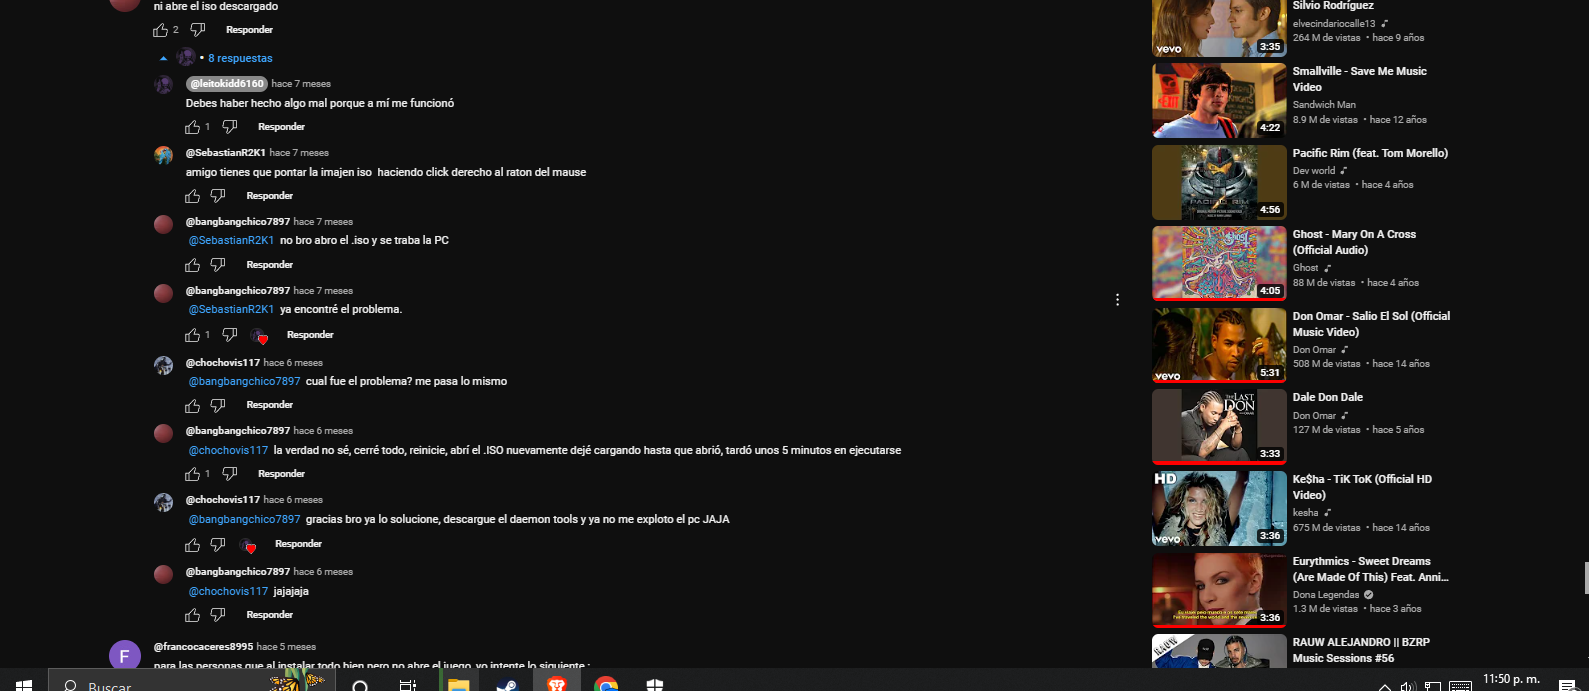 ni abre el iso descargado
2 Responder
8 respuestas
@leitokidd6160 hace 7 meses
Debes haber hecho algo mal porque a mí me funcionó
1 Responder
@SebastianR2K1 hace 7 meses
amigo tienes que pontar la imajen iso haciendo click derecho al raton del mause
Responder
@bangbangchico7897 hace 7 meses
@SebastianR2K1 no bro abro el .iso y se traba la PC
Responder
@bangbangchico7897 hace 7 meses
@SebastianR2K1 ya encontré el problema.
1 Responder
@chochovis117 hace 6 meses
@bangbangchico7897 cual fue el problema? me pasa lo mismo
Responder
@bangbangchico7897 hace 6 meses
@chochovis117 la verdad no sé, cerré todo, reinicie, abrí el .ISO nuevamente dejé cargando hasta que abrió, tardó unos 5 minutos en ejecutarse
1 Responder
@chochovis117 hace 6 meses
@bangbangchico7897 gracias bro ya lo solucione, descargue el daemon tools y ya no me exploto el pc JAJA
Responder
@bangbangchico7897 hace 6 meses
@chochovis117 jajajaja
Responder
F
@francocaceres8995 hace 5 meses
para las personas que al instalar todo bien pero no abre el juego, yo intente lo siguiente :
vevo
3:35
Silvio Rodríguez
elvecindariocalle13
264 M de vistas • hace 9 años
4:22
Smallville - Save Me Music
Video
Sandwich Man
8.9 M de vistas • hace 12 años
PACIFIC RIM
4:56
Pacific Rim (feat. Tom Morello)
Dev world
6 M de vistas • hace 4 años
Ghost
4:05
Ghost - Mary On A Cross
(Official Audio)
Ghost
88 M de vistas • hace 4 años
vevo
5:31
Don Omar - Salio El Sol (Official
Music Video)
Don Omar
508 M de vistas • hace 14 años
THE LAST
DON
3:33
Dale Don Dale
Don Omar
127 M de vistas • hace 5 años
HD
vevo
3:36
Ke$ha - TiK ToK (Official HD
Video)
kesha
675 M de vistas • hace 14 años
3:36
Eurythmics - Sweet Dreams
(Are Made Of This) Feat. Anni...
Dona Legendas
1.3 M de vistas • hace 3 años
RAUW
RAUW ALEJANDRO || BZRP
Music Sessions #56
Buscar
11:50 p. m.